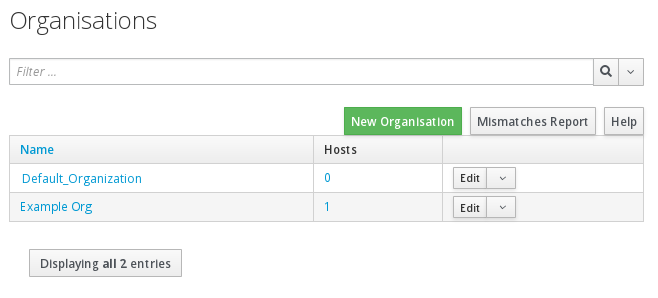 Organisations
Filter ...
New Organisation Mismatches Report Help
Name Hosts
Default_Organization 0 Edit
Example Org 1 Edit
Displaying all 2 entries